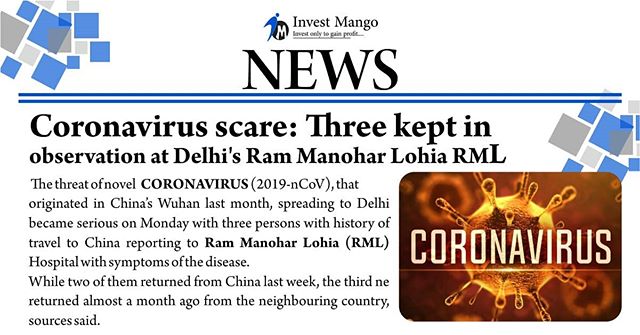 Invest Mango
Invest only to gain profit....
NEWS
Coronavirus scare: Three kept in
observation at Delhi's Ram Manohar Lohia RML
The threat of novel CORONAVIRUS (2019-nCoV), that
originated in China's Wuhan last month, spreading to Delhi
became serious on Monday with three persons with history of
travel to China reporting to Ram Manohar Lohia (RML)
Hospital with symptoms of the disease.
While two of them returned from China last week, the third ne
returned almost a month ago from the neighbouring country,
sources said.
CORONAVIRUS